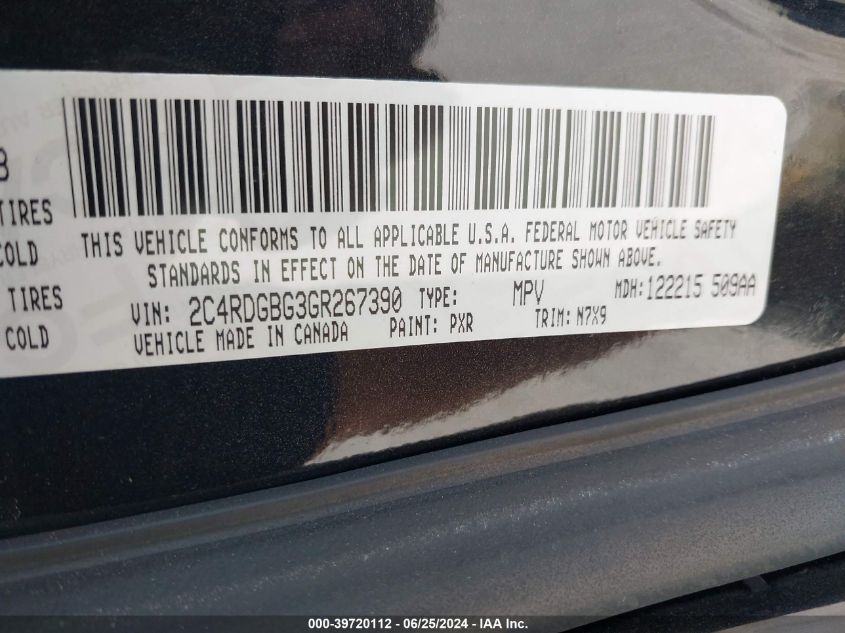 8
TIRES
COLD
TIRES
COLD
THIS VEHICLE CONFORMS TO ALL APPLICABLE U.S.A. FEDERAL MOTOR VEHICLE SAFETY
STANDARDS IN EFFECT ON THE DATE OF MANUFACTURE SHOWN ABOVE.
VIN: 2C4RDGBG3GR267390 TYPE: MPV MDH: 122215 509AA
VEHICLE MADE IN CANADA PAINT: PXR TRIM: N7X9
000-39720112 - 06/25/2024 - IAA Inc.